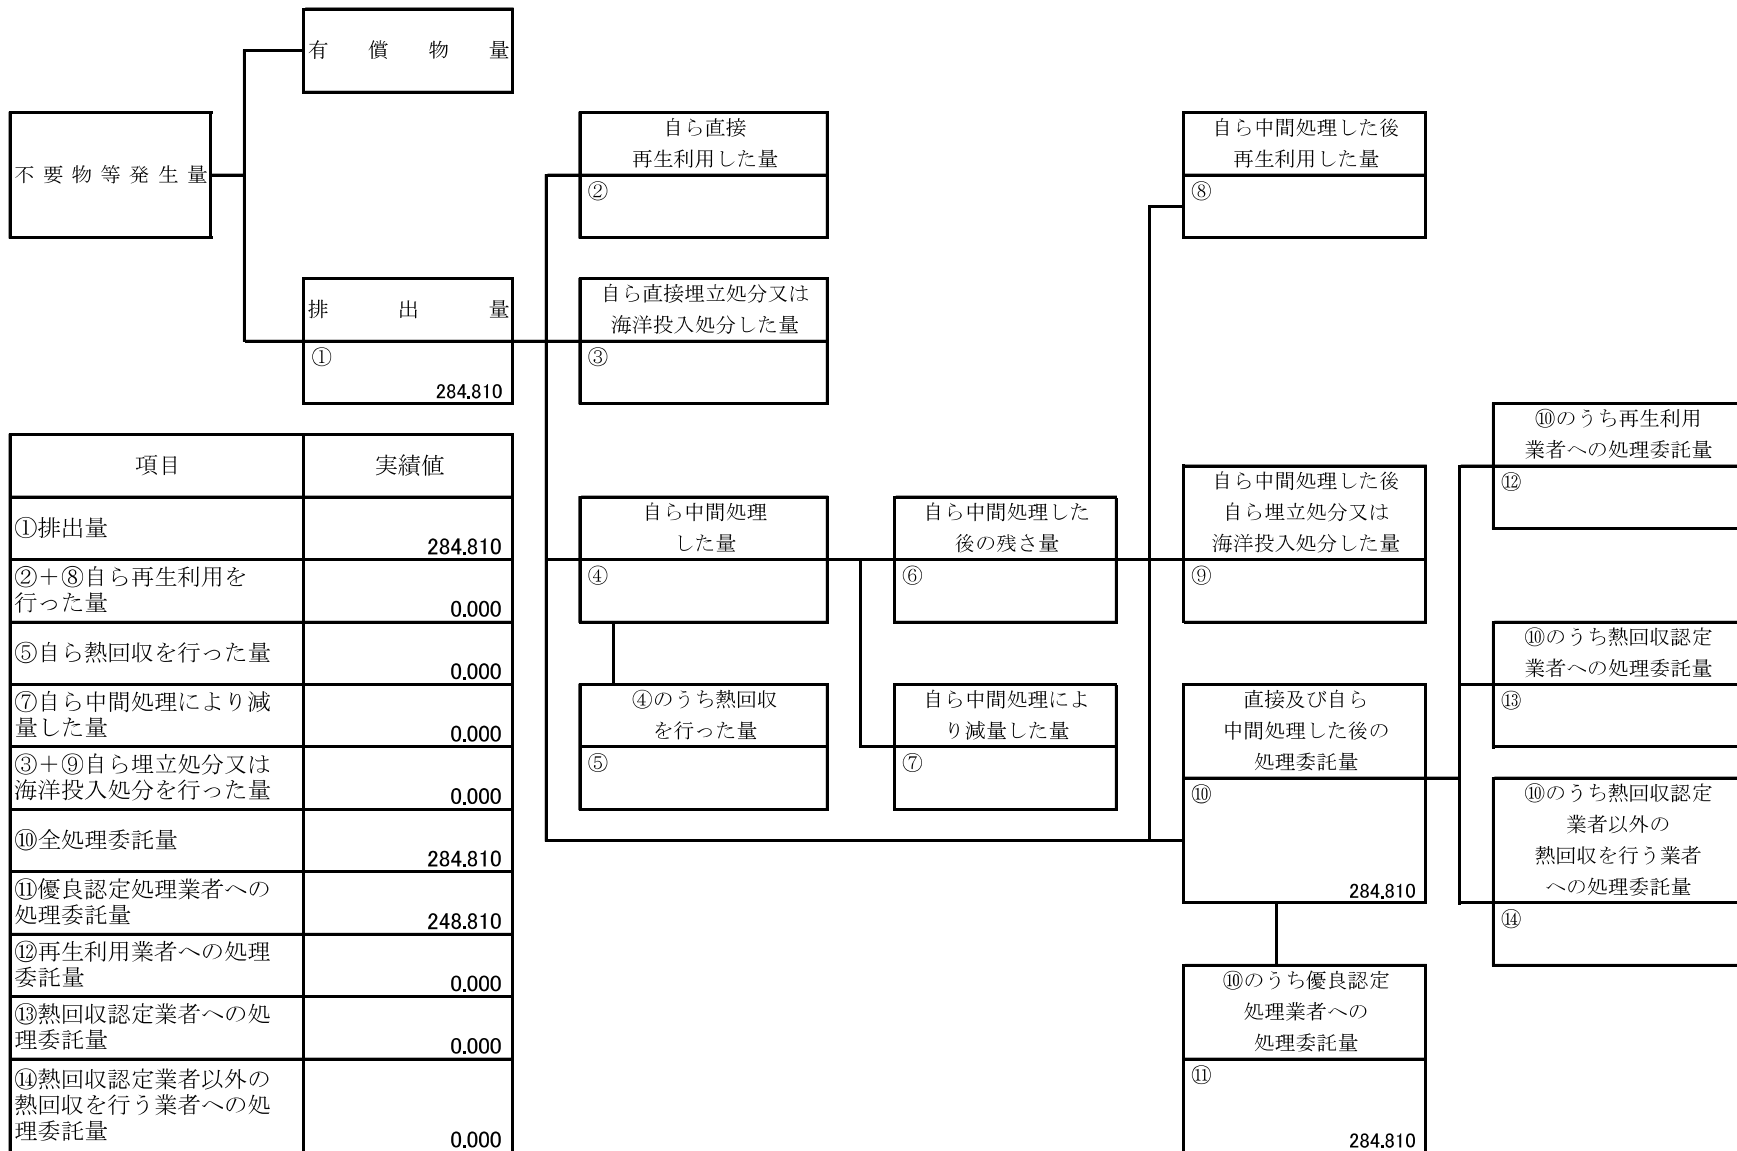 有償物量
不要物等発生量
排出量
①
284.810
自ら直接
再生利用した量
②
自ら直接埋立処分又は
海洋投入処分した量
③
自ら中間処理
した量
④
④のうち熱回収
を行った量
⑤
自ら中間処理した
後の残さ量
⑥
自ら中間処理によ
り減量した量
⑦
自ら中間処理した後
再生利用した量
⑧
自ら中間処理した後
自ら埋立処分又は
海洋投入処分した量
⑨
直接及び自ら
中間処理した後の
処理委託量
⑩
284.810
⑩のうち優良認定
処理業者への
処理委託量
⑪
284.810
⑩のうち再生利用
業者への処理委託量
⑫
⑩のうち熱回収認定
業者への処理委託量
⑬
⑩のうち熱回収認定
業者以外の
熱回収を行う業者
への処理委託量
⑭
項目 実績値
①排出量
284.810
②＋⑧自ら再生利用を
行った量
0.000
⑤自ら熱回収を行った量
0.000
⑦自ら中間処理により減
量した量
0.000
③＋⑨自ら埋立処分又は
海洋投入処分を行った量
0.000
⑩全処理委託量
284.810
⑪優良認定処理業者への
処理委託量
248.810
⑫再生利用業者への処理
委託量
0.000
⑬熱回収認定業者への処
理委託量
0.000
⑭熱回収認定業者以外の
熱回収を行う業者への処
理委託量
0.000